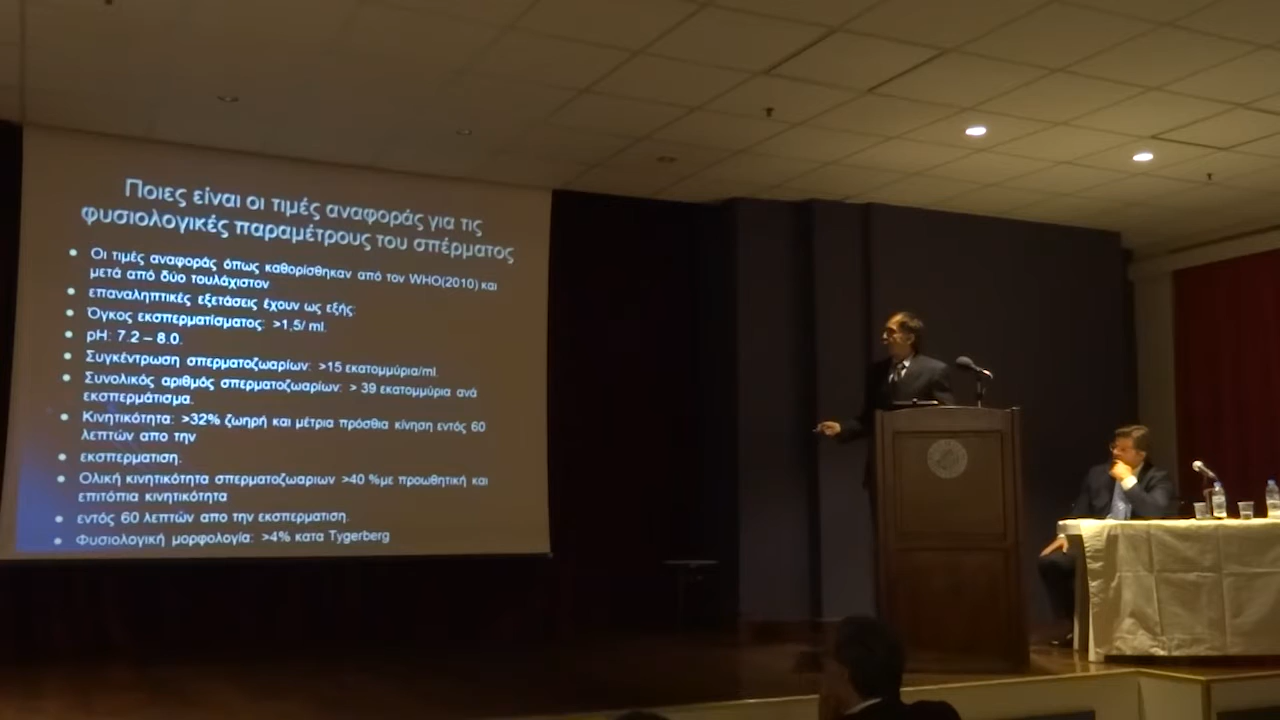 Ποιες είναι οι τιμές αναφοράς για τις
φυσιολογικές παραμέτρους του σπέρματος
Οι τιμές αναφοράς όπως καθορίσθηκαν από τον WHO(2010) και
μετά από δύο τουλάχιστον
επαναληπτικές εξετάσεις έχουν ως εξής:
Όγκος εκσπερματίσματος: >1,5/ ml.
pH: 7.2 – 8.0.
Συγκέντρωση σπερματοζωαρίων: >15 εκατομμύρια/ml.
Συνολικός αριθμός σπερματοζωαρίων: > 39 εκατομμύρια ανά
εκσπερμάτισμα.
Κινητικότητα: >32% ζωηρή και μέτρια πρόσθια κίνηση εντός 60
λεπτών απο την
εκσπερματιση.
Ολική κινητικότητα σπερματοζωαριων >40 %με προωθητική και
επιτόπια κινητικότητα
εντός 60 λεπτών απο την εκσπερματιση.
Φυσιολογική μορφολογία: >4% κατα Tygerberg